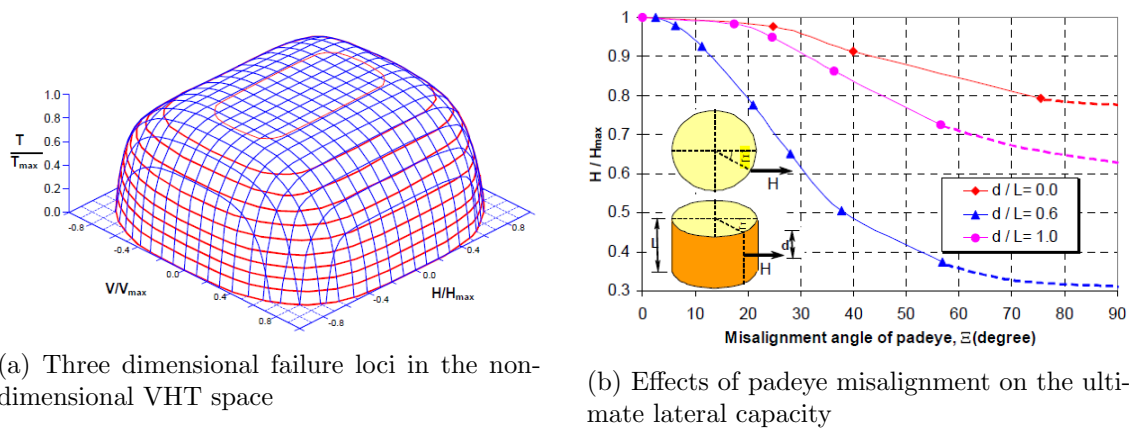 1.0
0.8
0.6
0.4
0.2
0.0
T
T_max
-0.8
-0.4
0.0
0.4
0.8
V/V_max
-0.8
-0.4
0.0
0.4
0.8
H/H_max
(a) Three dimensional failure loci in the non-
dimensional VHT space
1
0.9
0.8
0.7
0.6
0.5
0.4
0.3
H / H_max
0 10 20 30 40 50 60 70 80 90
Misalignment angle of padeye, Ξ(degree)
Ξ
H
L
Ξ
d
H
d / L= 0.0
d / L= 0.6
d / L= 1.0
(b) Effects of padeye misalignment on the ulti-
mate lateral capacity